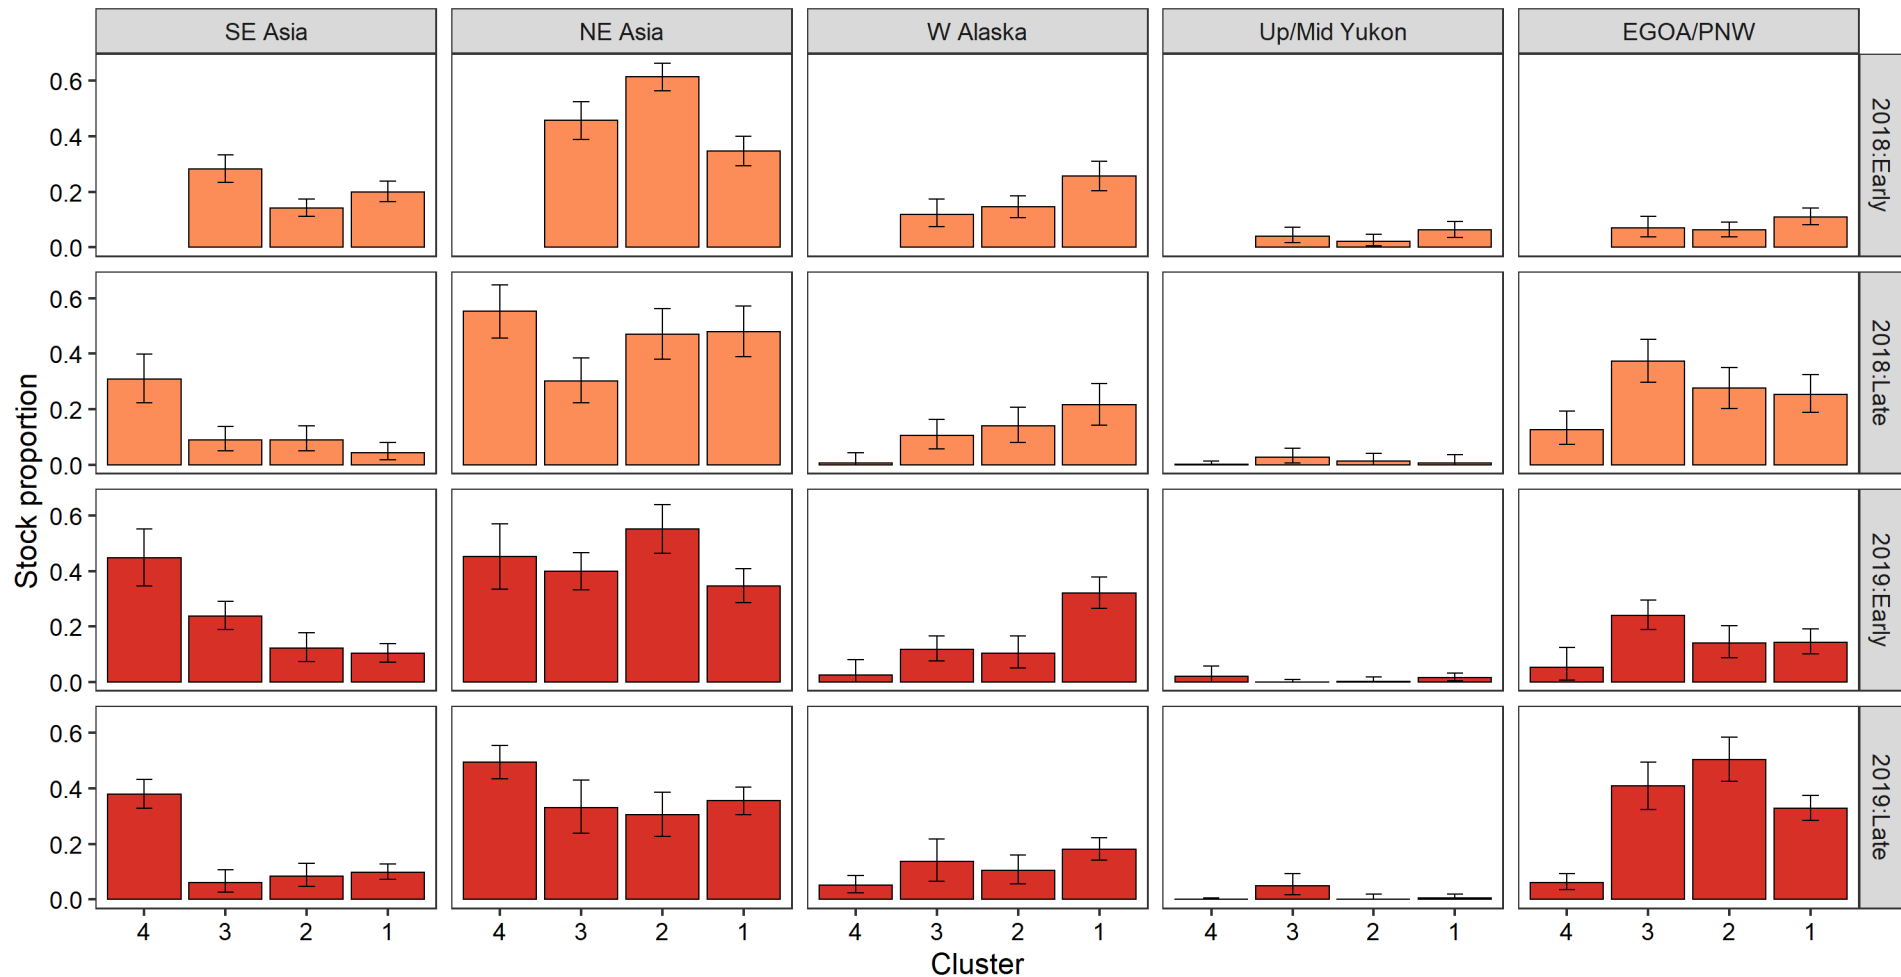 SE Asia
NE Asia
W Alaska
Up/Mid Yukon
EGOA/PNW
0.6
0.4
0.2
0.0
2018:Early
0.6
0.4
0.2
0.0
2018:Late
Stock proportion
0.6
0.4
0.2
0.0
2019:Early
0.6
0.4
0.2
0.0
2019:Late
4 3 2 1
4 3 2 1
4 3 2 1
4 3 2 1
4 3 2 1
Cluster